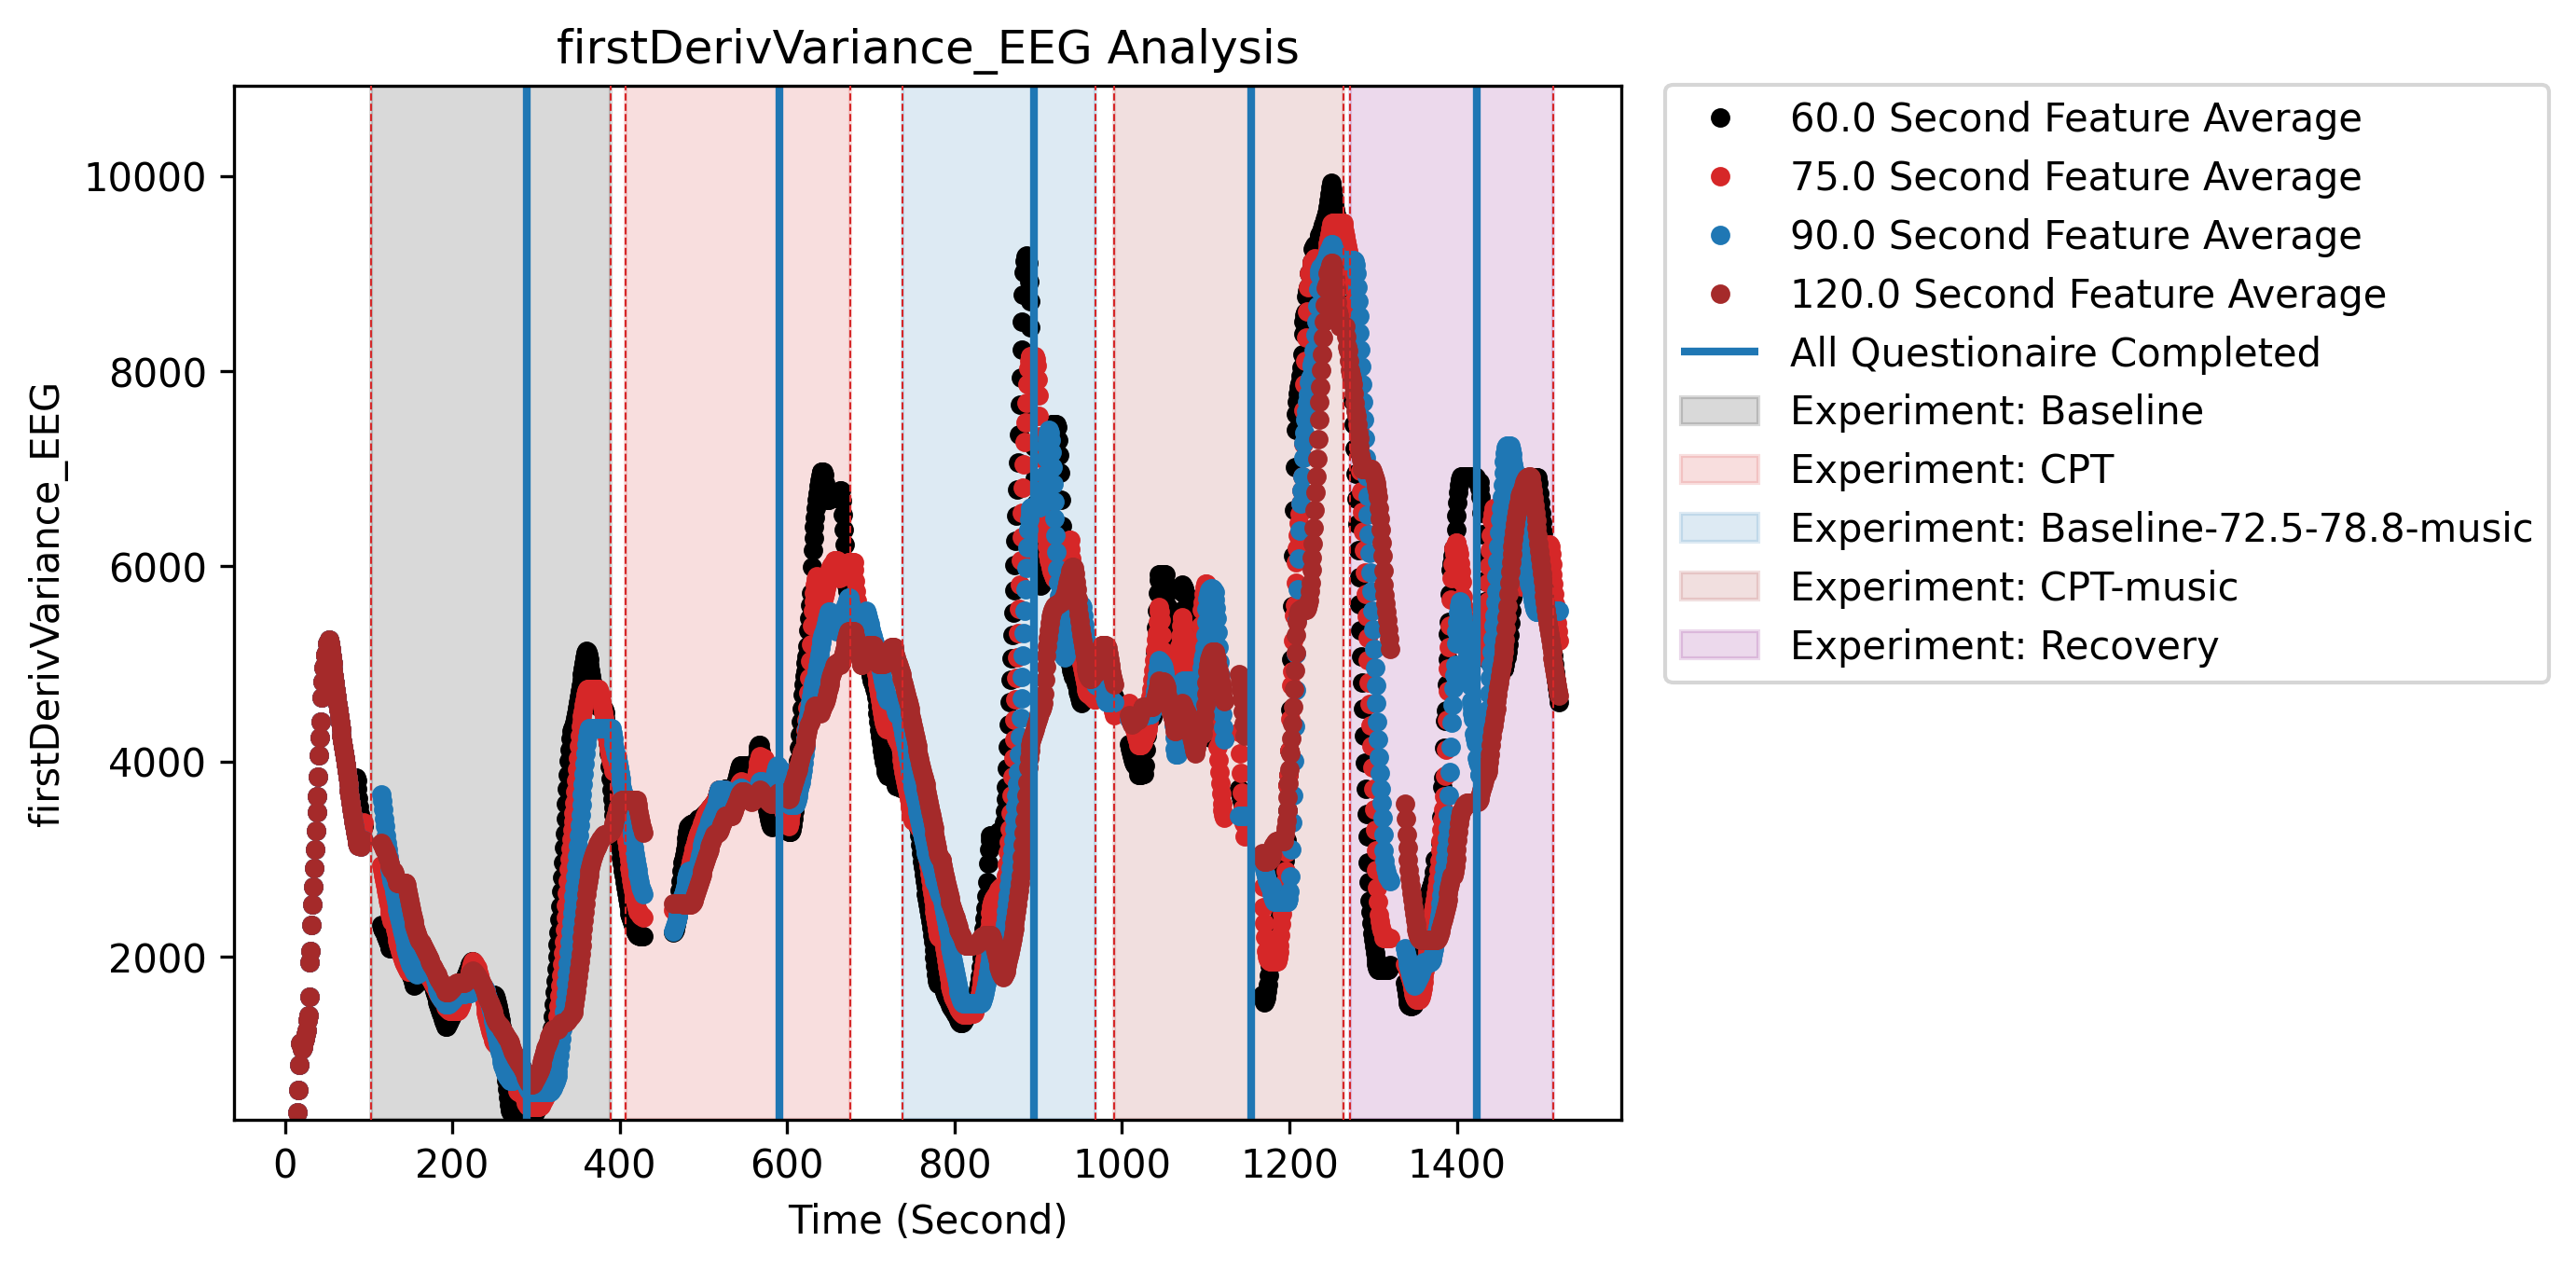 firstDerivVariance_EEG Analysis
firstDerivVariance_EEG
10000
8000
6000
4000
2000
0 200 400 600 800 1000 1200 1400
Time (Second)
60.0 Second Feature Average
75.0 Second Feature Average
90.0 Second Feature Average
120.0 Second Feature Average
All Questionaire Completed
Experiment: Baseline
Experiment: CPT
Experiment: Baseline-72.5-78.8-music
Experiment: CPT-music
Experiment: Recovery